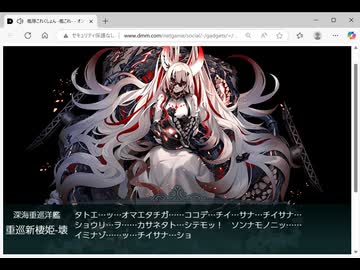 艦隊これくしょん -艦これ- - オン
セキュリティ保護なし
www.dmm.com/netgame/social/-/gadgets/=/...
深海重巡洋艦
重巡新棲姫-壊
タトエ…ッ…オマエタチガ……ココデ…チイ…サナ…チイサナ…
ショウリ…ヲ……カサネタト…シテモッ！　ソンナモノニッ……
イミナゾ……ッ…チイサナ…ショ